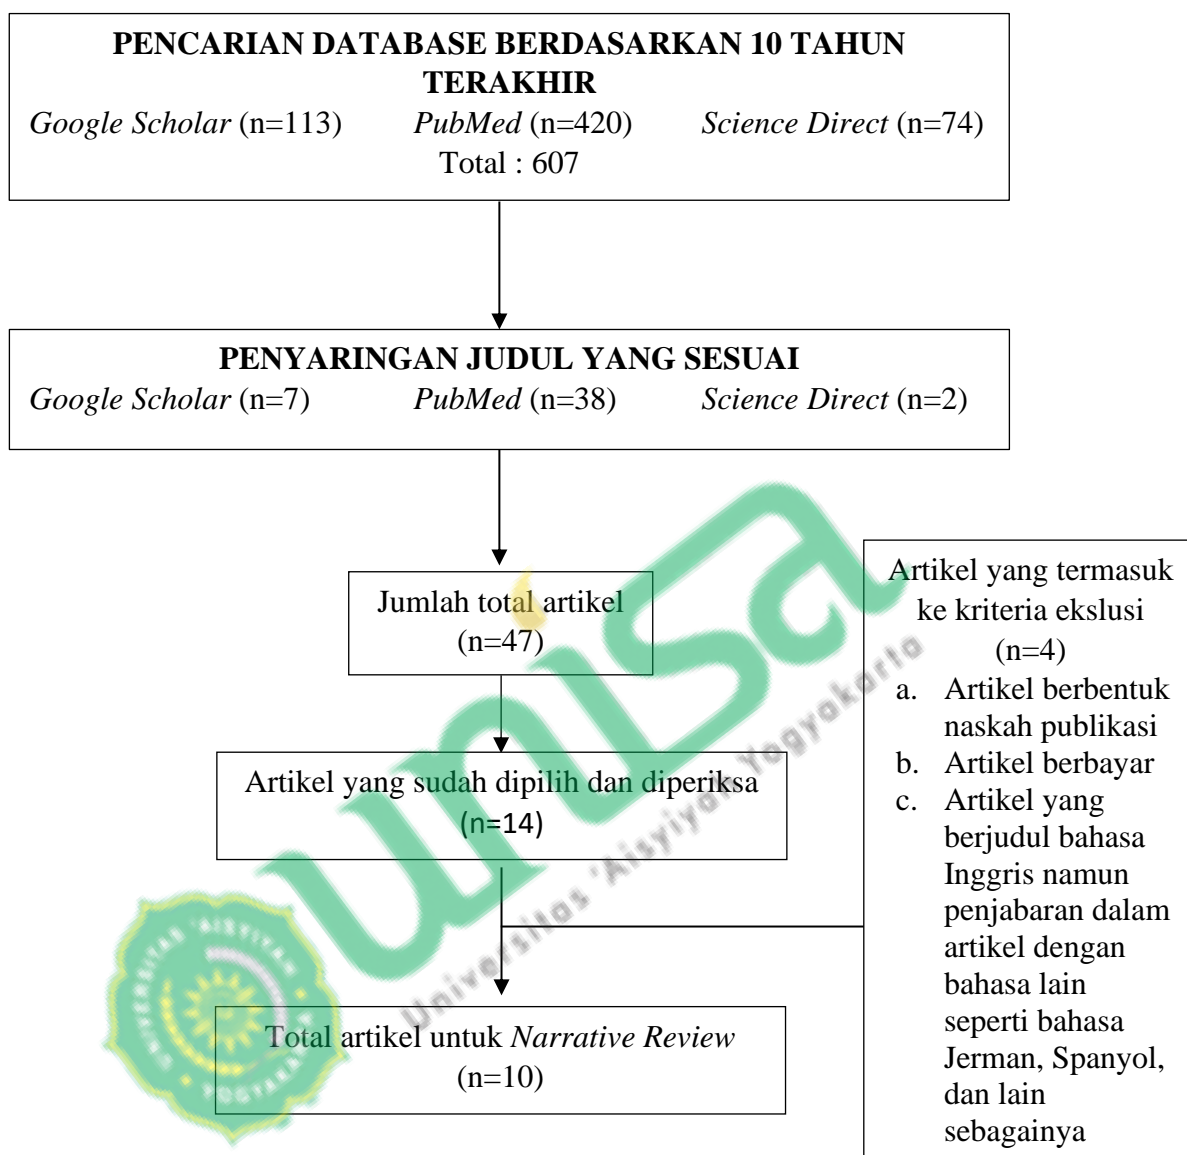 PENCARIAN DATABASE BERDASARKAN 10 TAHUN
TERAKHIR
Google Scholar (n=113) PubMed (n=420) Science Direct (n=74)
Total : 607
PENYARINGAN JUDUL YANG SESUAI
Google Scholar (n=7) PubMed (n=38) Science Direct (n=2)
Jumlah total artikel
(n=47)
Artikel yang sudah dipilih dan diperiksa
(n=14)
Total artikel untuk Narrative Review
(n=10)
Artikel yang termasuk
ke kriteria ekslusi
(n=4)
a. Artikel berbentuk
naskah publikasi
b. Artikel berbayar
c. Artikel yang
berjudul bahasa
Inggris namun
penjabaran dalam
artikel dengan
bahasa lain
seperti bahasa
Jerman, Spanyol,
dan lain
sebagainya
unisa
Universitas 'Aisyiyah Yogyakarta
UNIVERSITAS 'AISYIYAH
YOGYAKARTA